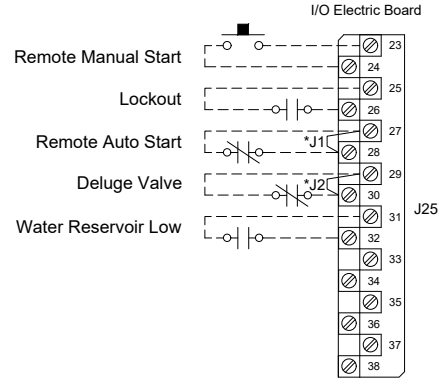 I/O Electric Board
23
Remote Manual Start
24
25
Lockout
26
27
Remote Auto Start
*J1
28
29
Deluge Valve
*J2
30
J25
31
Water Reservoir Low
32
33
34
35
36
37
38